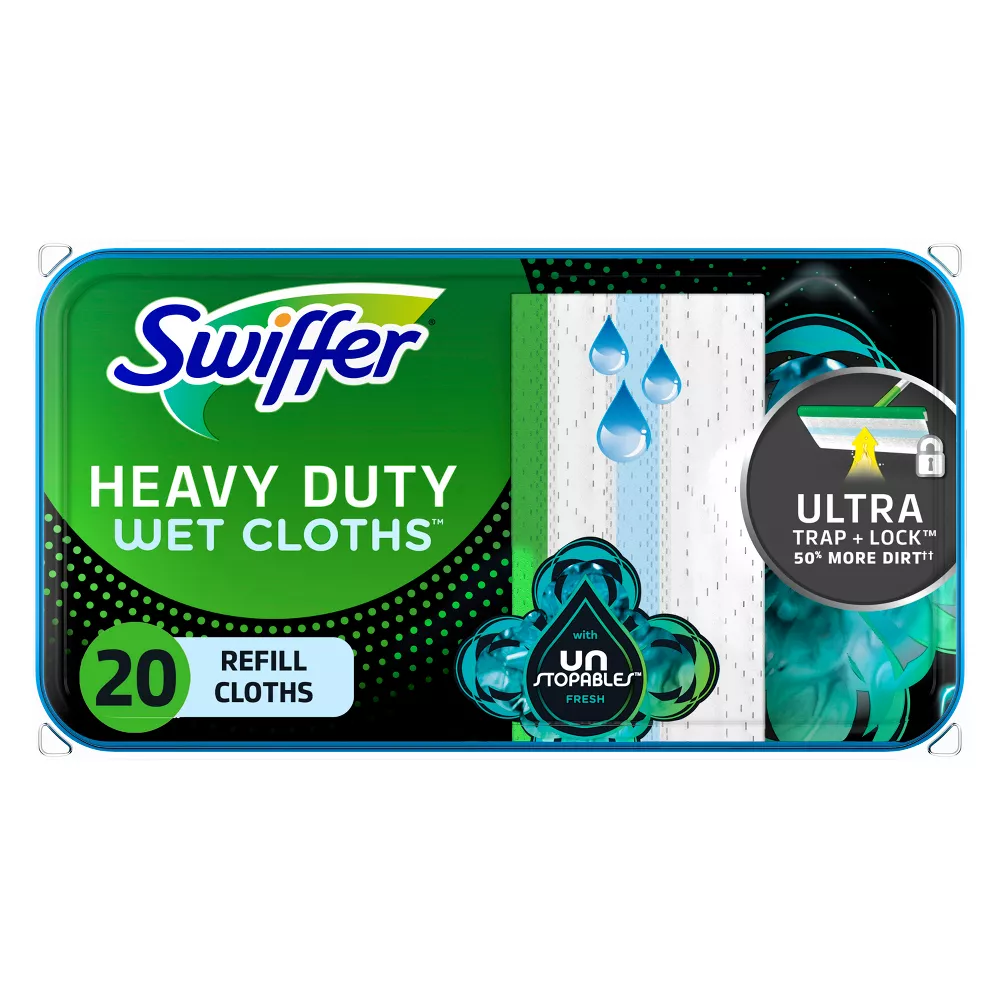 Swiffer®
HEAVY DUTY
WET CLOTHS™
20
REFILL
CLOTHS
with
UN
STOPABLES™
FRESH
ULTRA
TRAP + LOCK™
50% MORE DIRT††